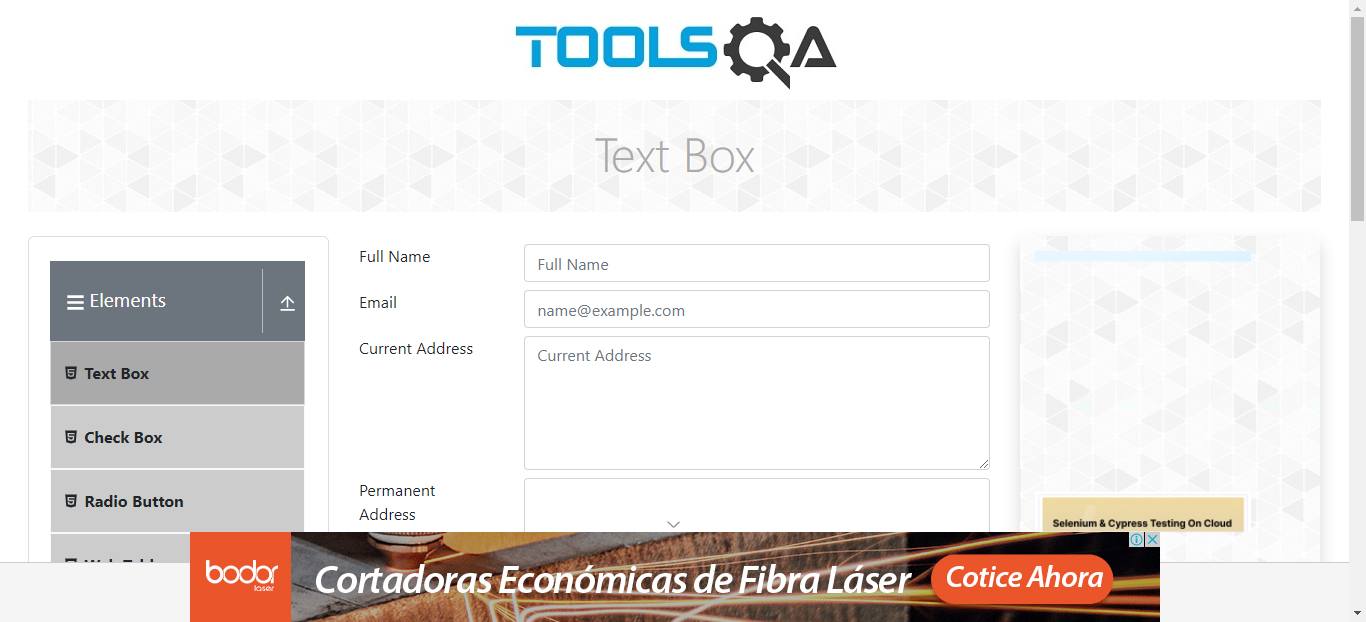 TOOLSQA
Text Box
Elements
Text Box
Check Box
Radio Button
Full Name
Full Name
Email
name@example.com
Current Address
Current Address
Permanent
Address
Selenium & Cypress Testing On Cloud
bodor
laser
Cortadoras Económicas de Fibra Láser
Cotice Ahora